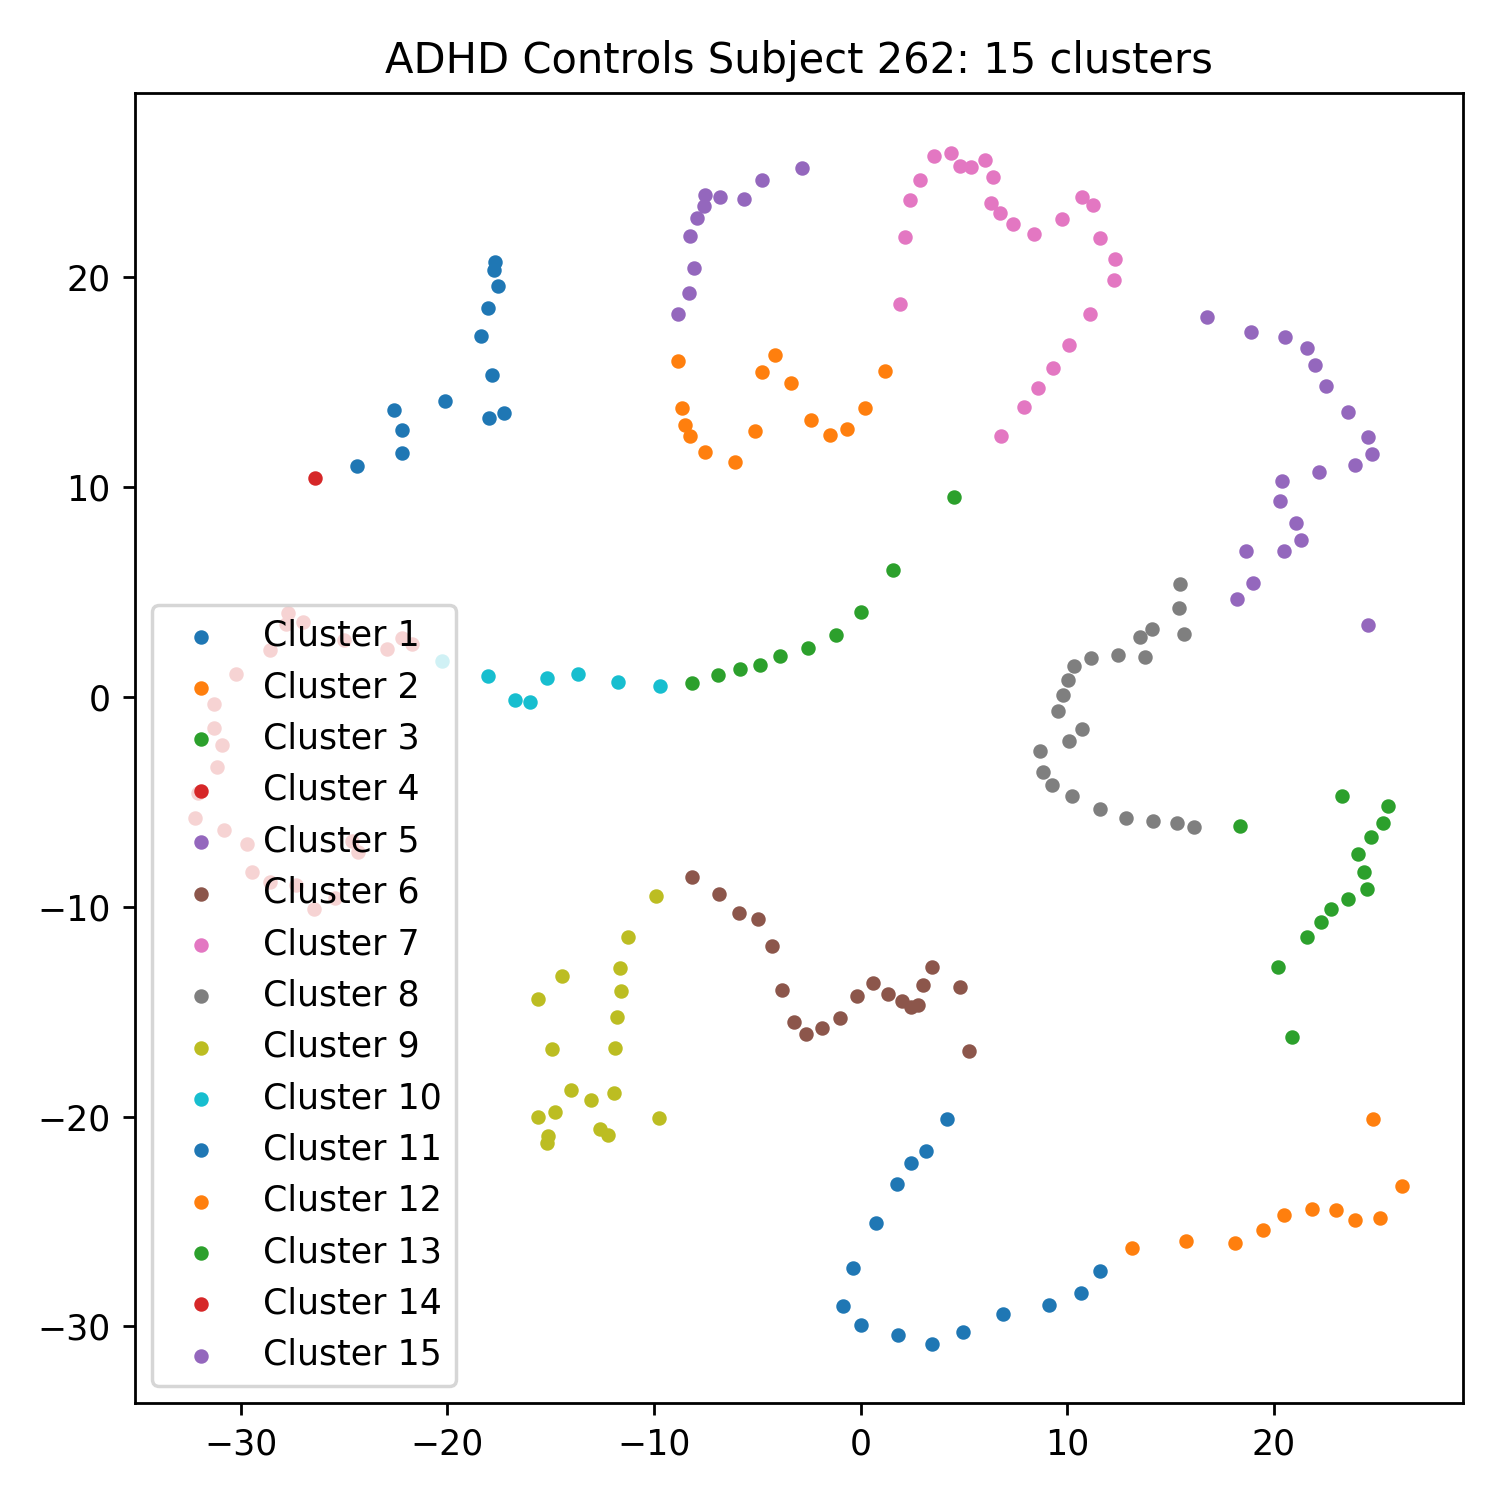 ADHD Controls Subject 262: 15 clusters
20
10
0
−10
−20
−30
Cluster 1
Cluster 2
Cluster 3
Cluster 4
Cluster 5
Cluster 6
Cluster 7
Cluster 8
Cluster 9
Cluster 10
Cluster 11
Cluster 12
Cluster 13
Cluster 14
Cluster 15
−30 −20 −10 0 10 20